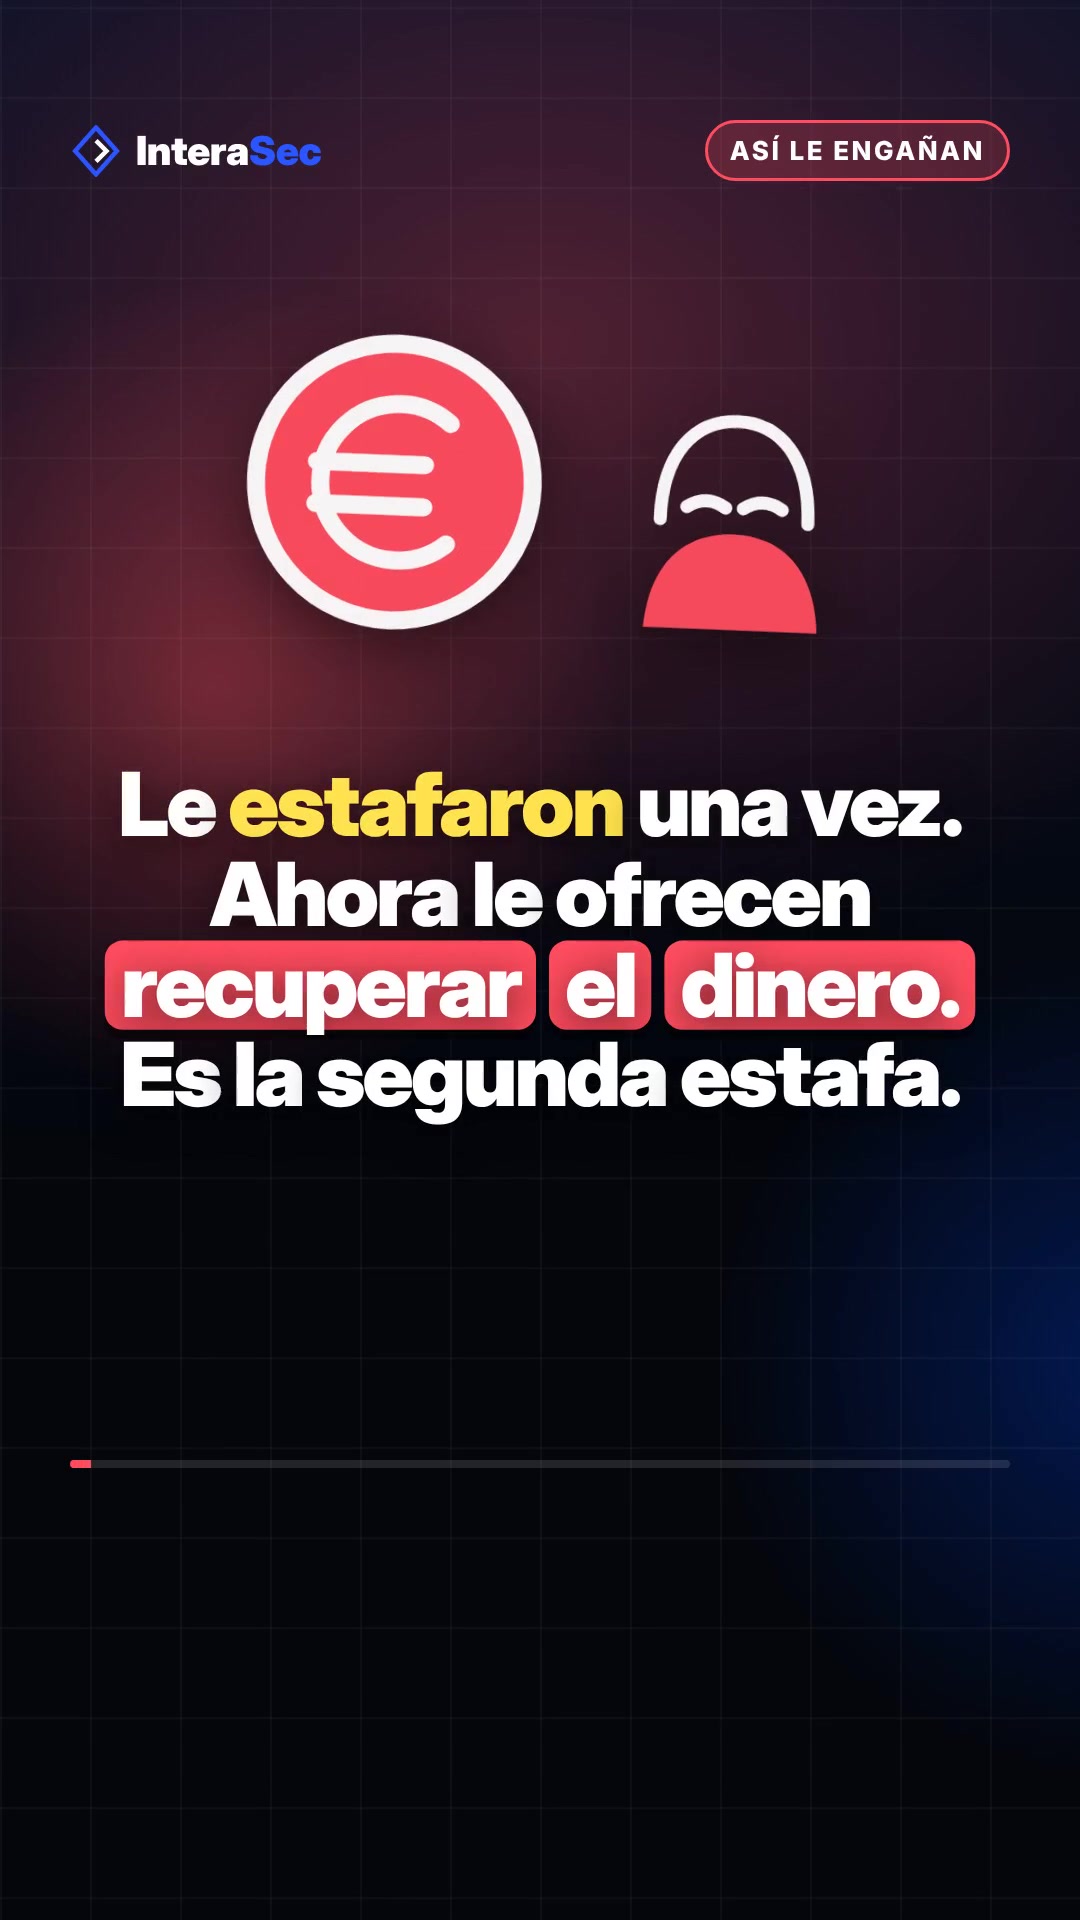 InteraSec
ASÍ LE ENGAÑAN
€
Le estafaron una vez.
Ahora le ofrecen
recuperar el dinero.
Es la segunda estafa.